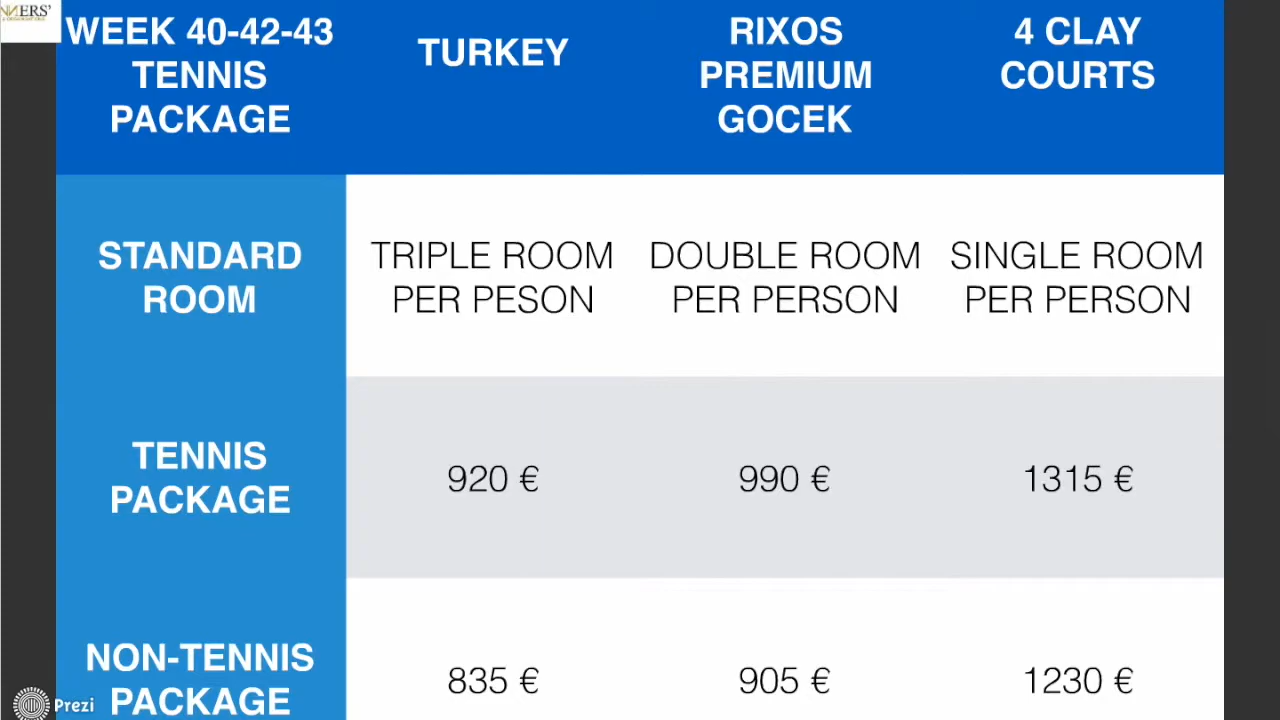 WEEK 40-42-43
TENNIS
PACKAGE
TURKEY
RIXOS
PREMIUM
GOCEK
4 CLAY
COURTS
STANDARD
ROOM
TRIPLE ROOM
PER PESON
DOUBLE ROOM
PER PERSON
SINGLE ROOM
PER PERSON
TENNIS
PACKAGE
920 €
990 €
1315 €
NON-TENNIS
PACKAGE
835 €
905 €
1230 €
Prezi